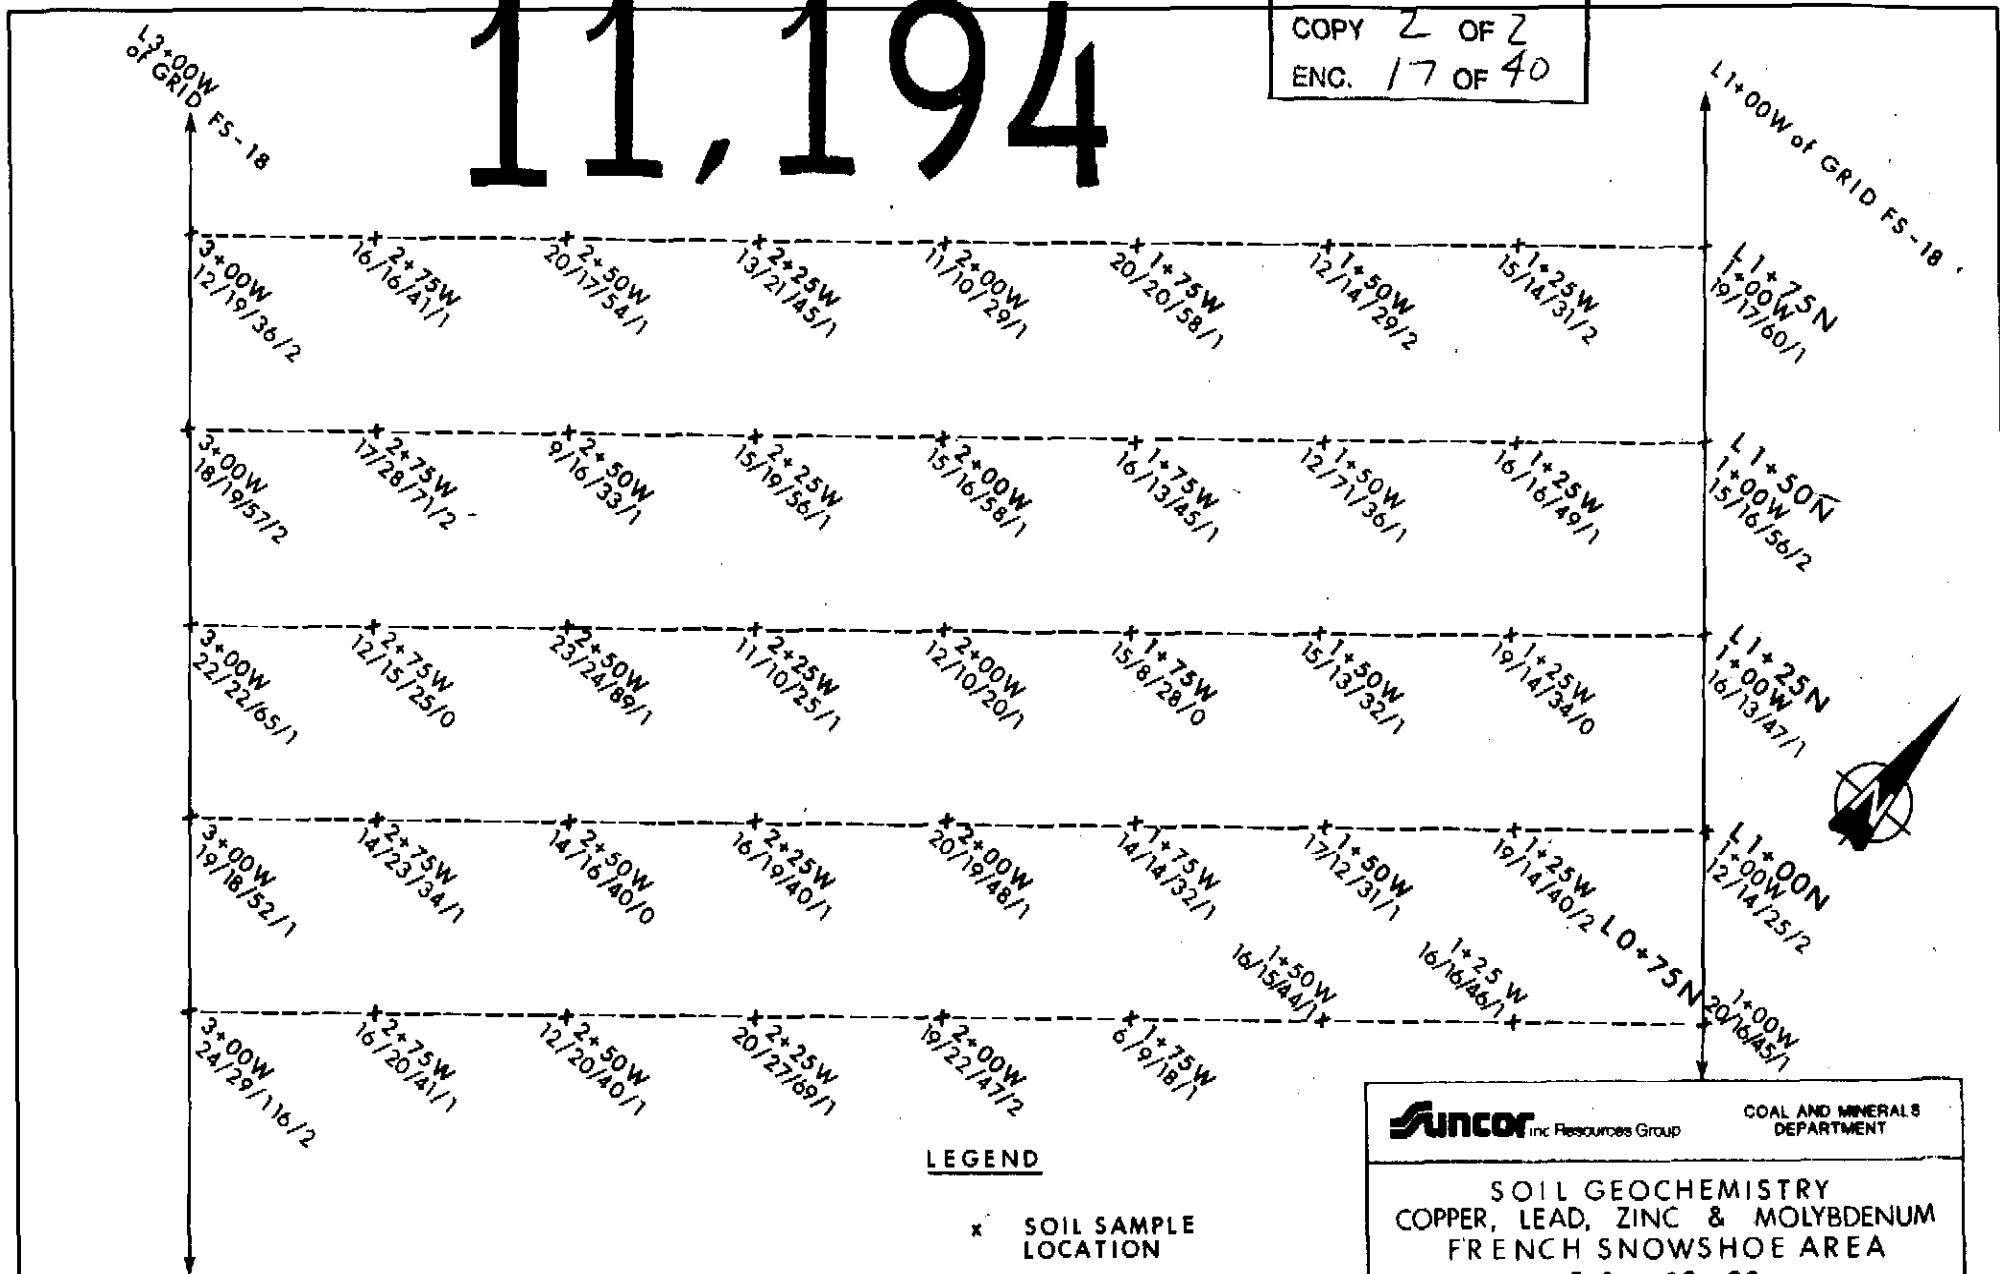 11,194
COPY 2 OF 2
ENC. 17 OF 40
L3+00W
of GRID FS-18
L1+00W of GRID FS-18
3+00W
12/19/36/2
2+75W
16/16/41/1
2+50W
20/17/54/1
2+25W
13/21/45/1
2+00W
11/10/29/1
1+75W
20/20/58/1
1+50W
12/14/29/2
1+25W
15/14/31/2
L1+75N
1+00W
19/17/60/1
3+00W
18/19/57/2
2+75W
17/28/71/2
2+50W
9/16/33/1
2+25W
15/19/56/1
2+00W
15/16/58/1
1+75W
16/13/45/1
1+50W
12/71/36/1
1+25W
16/16/49/1
L1+50N
1+00W
15/16/56/2
3+00W
22/22/65/1
2+75W
12/15/25/0
2+50W
23/24/89/1
2+25W
11/10/25/1
2+00W
12/10/20/1
1+75W
15/8/28/0
1+50W
15/13/32/1
1+25W
19/14/34/0
L1+25N
1+00W
16/13/47/1
3+00W
19/18/52/1
2+75W
14/23/34/1
2+50W
14/16/40/0
2+25W
16/19/40/1
2+00W
20/19/48/1
1+75W
14/14/32/1
1+50W
17/12/31/1
1+25W
19/14/40/2
L1+00N
1+00W
12/14/25/2
L0+75N
3+00W
24/29/116/2
2+75W
16/20/41/1
2+50W
12/20/40/1
2+25W
20/27/69/1
2+00W
19/22/47/2
1+75W
6/9/18/1
1+50W
16/15/44/1
1+25W
16/16/46/1
1+00W
20/16/45/1
N
LEGEND
x SOIL SAMPLE
LOCATION
Suncor Inc Resources Group
COAL AND MINERALS
DEPARTMENT
SOIL GEOCHEMISTRY
COPPER, LEAD, ZINC & MOLYBDENUM
FRENCH SNOWSHOE AREA